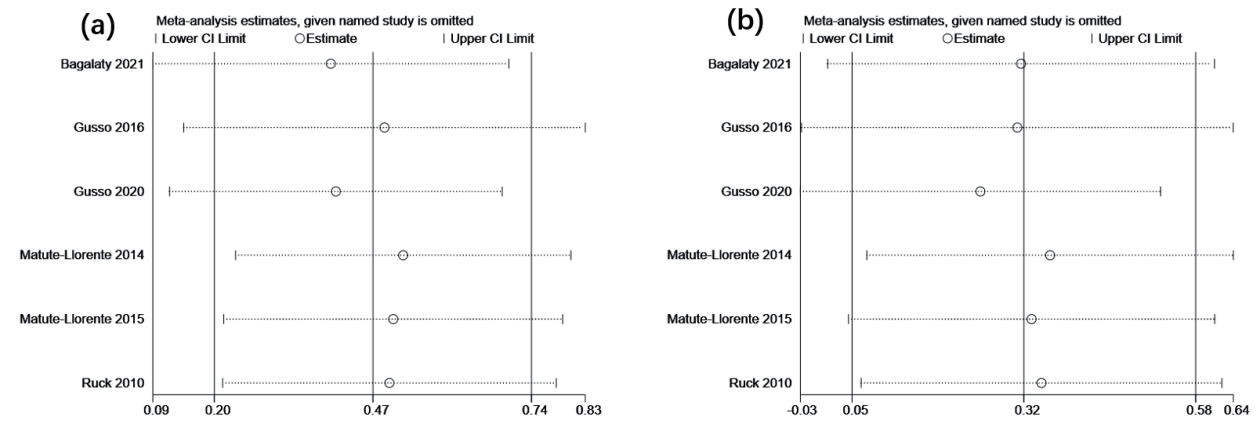 (a)
Meta-analysis estimates, given named study is omitted
Lower CI Limit Estimate Upper CI Limit
Bagalaty 2021
Gusso 2016
Gusso 2020
Matute-Llorente 2014
Matute-Llorente 2015
Ruck 2010
0.09 0.20 0.47 0.74 0.83
(b)
Meta-analysis estimates, given named study is omitted
Lower CI Limit Estimate Upper CI Limit
Bagalaty 2021
Gusso 2016
Gusso 2020
Matute-Llorente 2014
Matute-Llorente 2015
Ruck 2010
-0.03 0.05 0.32 0.58 0.64